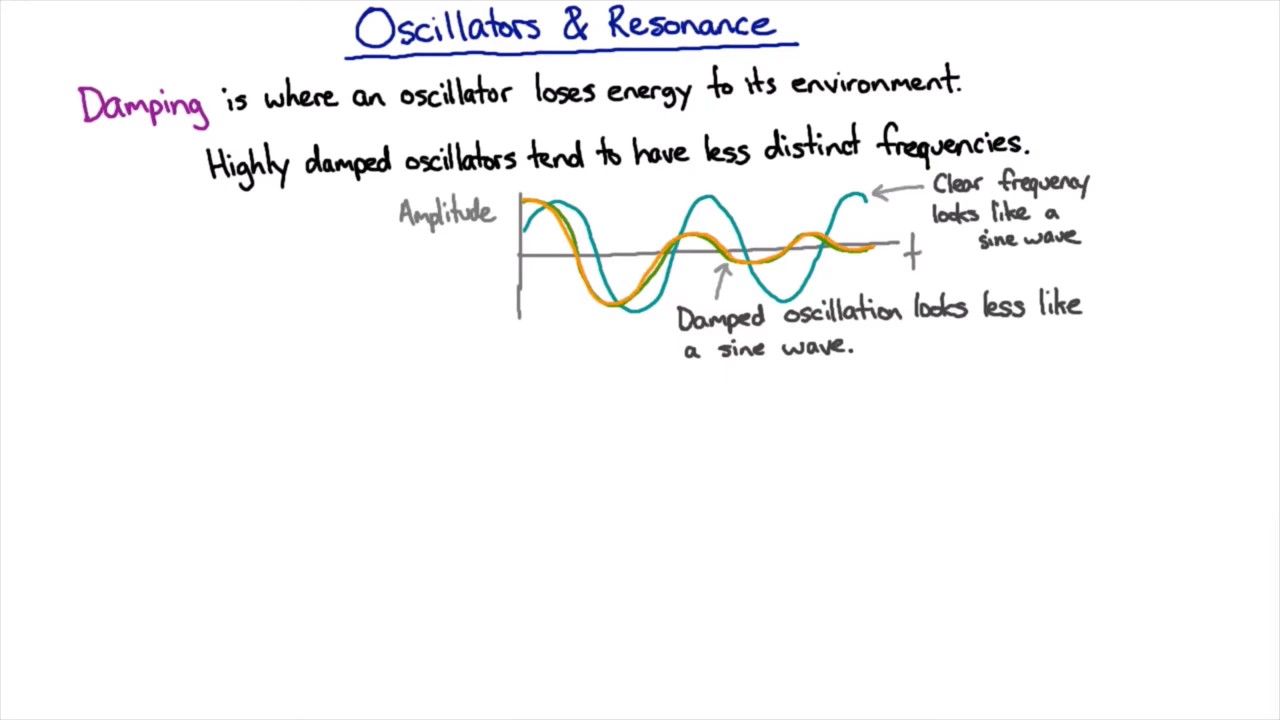 Oscillators & Resonance
Damping is where an oscillator loses energy to its environment.
Highly damped oscillators tend to have less distinct frequencies.
Amplitude
Clear frequency
looks like a
sine wave
t
Damped oscillation looks less like
a sine wave.